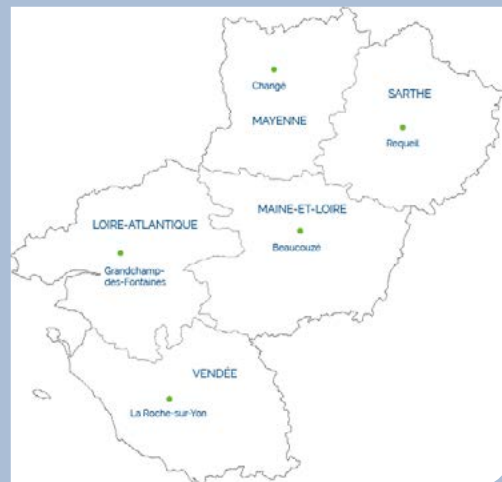 Changé
MAYENNE
SARTHE
Requeil
LOIRE-ATLANTIQUE
Grandchamp-
des-Fontaines
MAINE-ET-LOIRE
Beaucouzé
VENDÉE
La Roche-sur-Yon